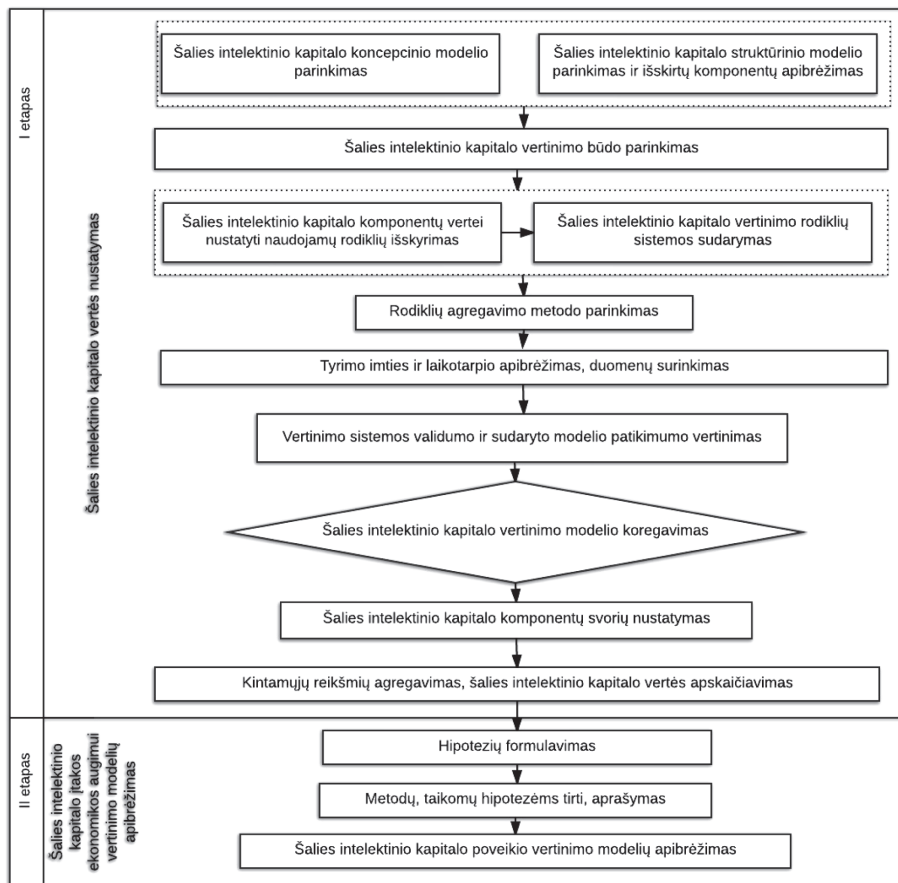 I etapas
Šalies intelektinio kapitalo vertės nustatymas
Šalies intelektinio kapitalo koncepcinio modelio
parinkimas
Šalies intelektinio kapitalo struktūrinio modelio
parinkimas ir išskirtų komponentų apibrėžimas
Šalies intelektinio kapitalo vertinimo būdo parinkimas
Šalies intelektinio kapitalo komponentų vertei
nustatyti naudojamų rodiklių išskyrimas
Šalies intelektinio kapitalo vertinimo rodiklių
sistemos sudarymas
Rodiklių agregavimo metodo parinkimas
Tyrimo imties ir laikotarpio apibrėžimas, duomenų surinkimas
Vertinimo sistemos validumo ir sudaryto modelio patikimumo vertinimas
Šalies intelektinio kapitalo vertinimo modelio koregavimas
Šalies intelektinio kapitalo komponentų svorių nustatymas
Kintamųjų reikšmių agregavimas, šalies intelektinio kapitalo vertės apskaičiavimas
II etapas
Šalies intelektinio
kapitalo įtakos
ekonomikos augimui
vertinimo modelių
apibrėžimas
Hipotezių formulavimas
Metodų, taikomų hipotezėms tirti, aprašymas
Šalies intelektinio kapitalo poveikio vertinimo modelių apibrėžimas